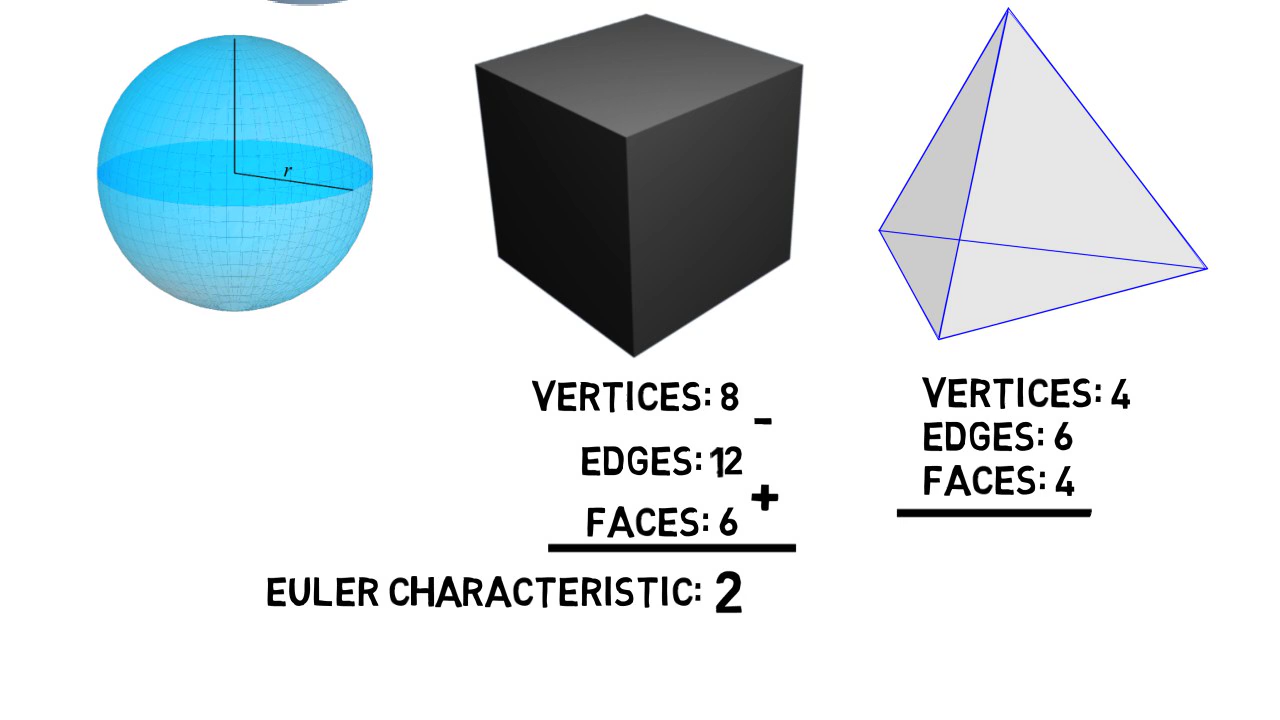 r
VERTICES: 8
-
EDGES: 12
+
FACES: 6
EULER CHARACTERISTIC: 2
VERTICES: 4
EDGES: 6
FACES: 4